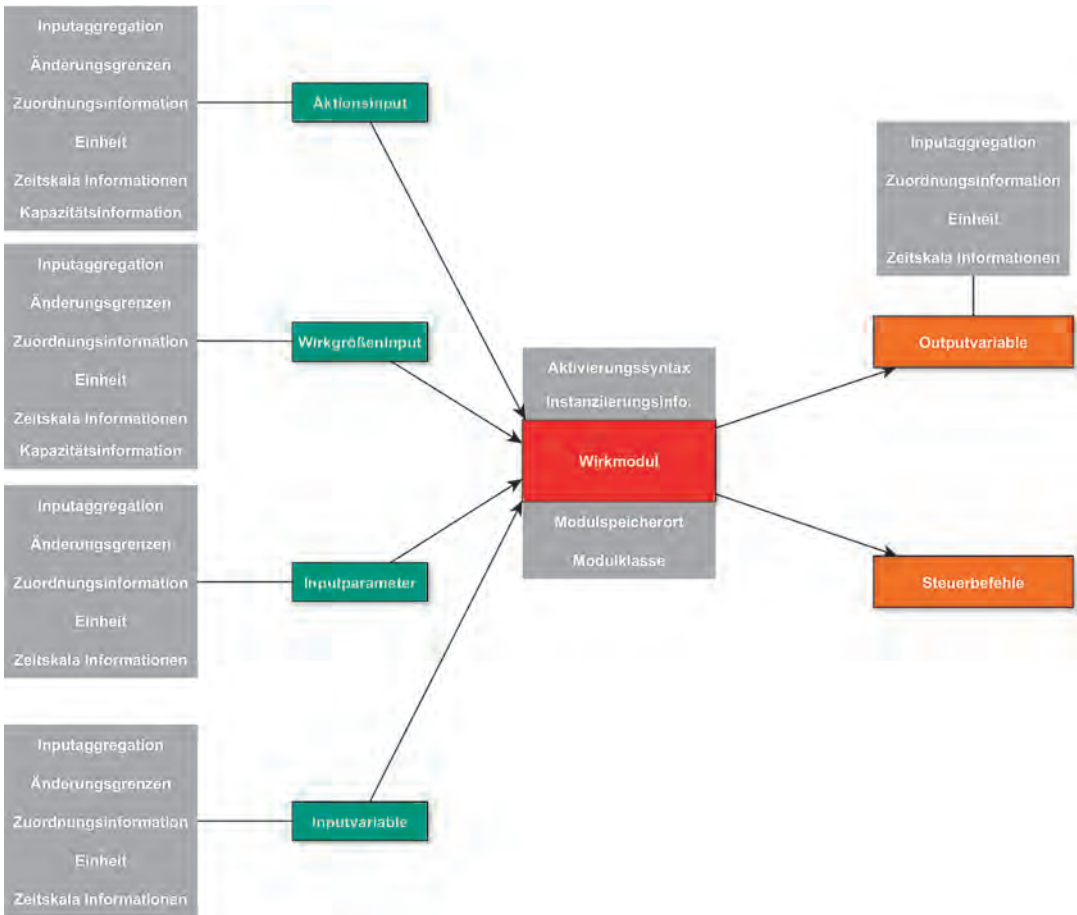 Inputaggregation
Änderungsgrenzen
Zuordnungsinformation
Einheit
Zeitskala Informationen
Kapazitätsinformation
Aktionsinput
Inputaggregation
Änderungsgrenzen
Zuordnungsinformation
Einheit
Zeitskala Informationen
Kapazitätsinformation
Wirkgrößeninput
Inputaggregation
Änderungsgrenzen
Zuordnungsinformation
Einheit
Zeitskala Informationen
Inputparameter
Inputaggregation
Änderungsgrenzen
Zuordnungsinformation
Einheit
Zeitskala Informationen
Inputvariable
Aktivierungssyntax
Instanziierungsinfo.
Wirkmodul
Modulspeicherort
Modulklasse
Inputaggregation
Zuordnungsinformation
Einheit
Zeitskala Informationen
Outputvariable
Steuerbefehle